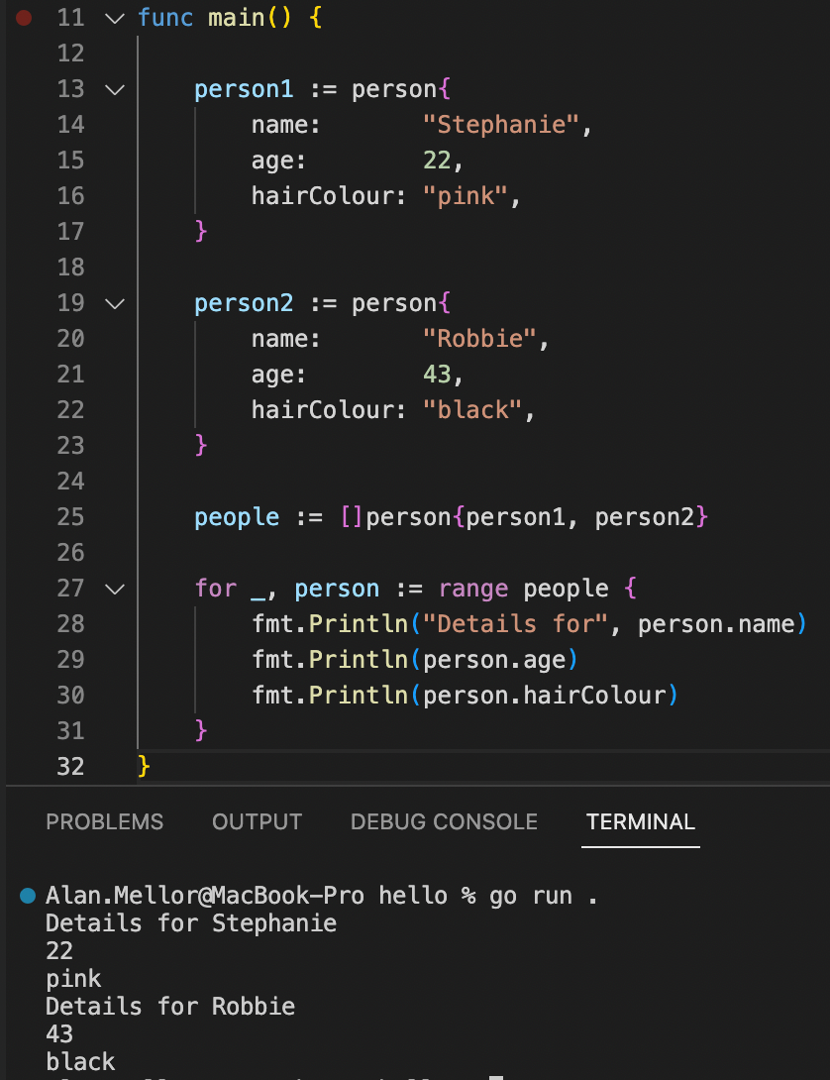 11 func main() {
12
13 person1 := person{
14 name: "Stephanie",
15 age: 22,
16 hairColour: "pink",
17 }
18
19 person2 := person{
20 name: "Robbie",
21 age: 43,
22 hairColour: "black",
23 }
24
25 people := []person{person1, person2}
26
27 for _, person := range people {
28 fmt.Println("Details for", person.name)
29 fmt.Println(person.age)
30 fmt.Println(person.hairColour)
31 }
32 }
PROBLEMS OUTPUT DEBUG CONSOLE TERMINAL
Alan.Mellor@MacBook-Pro hello % go run .
Details for Stephanie
22
pink
Details for Robbie
43
black